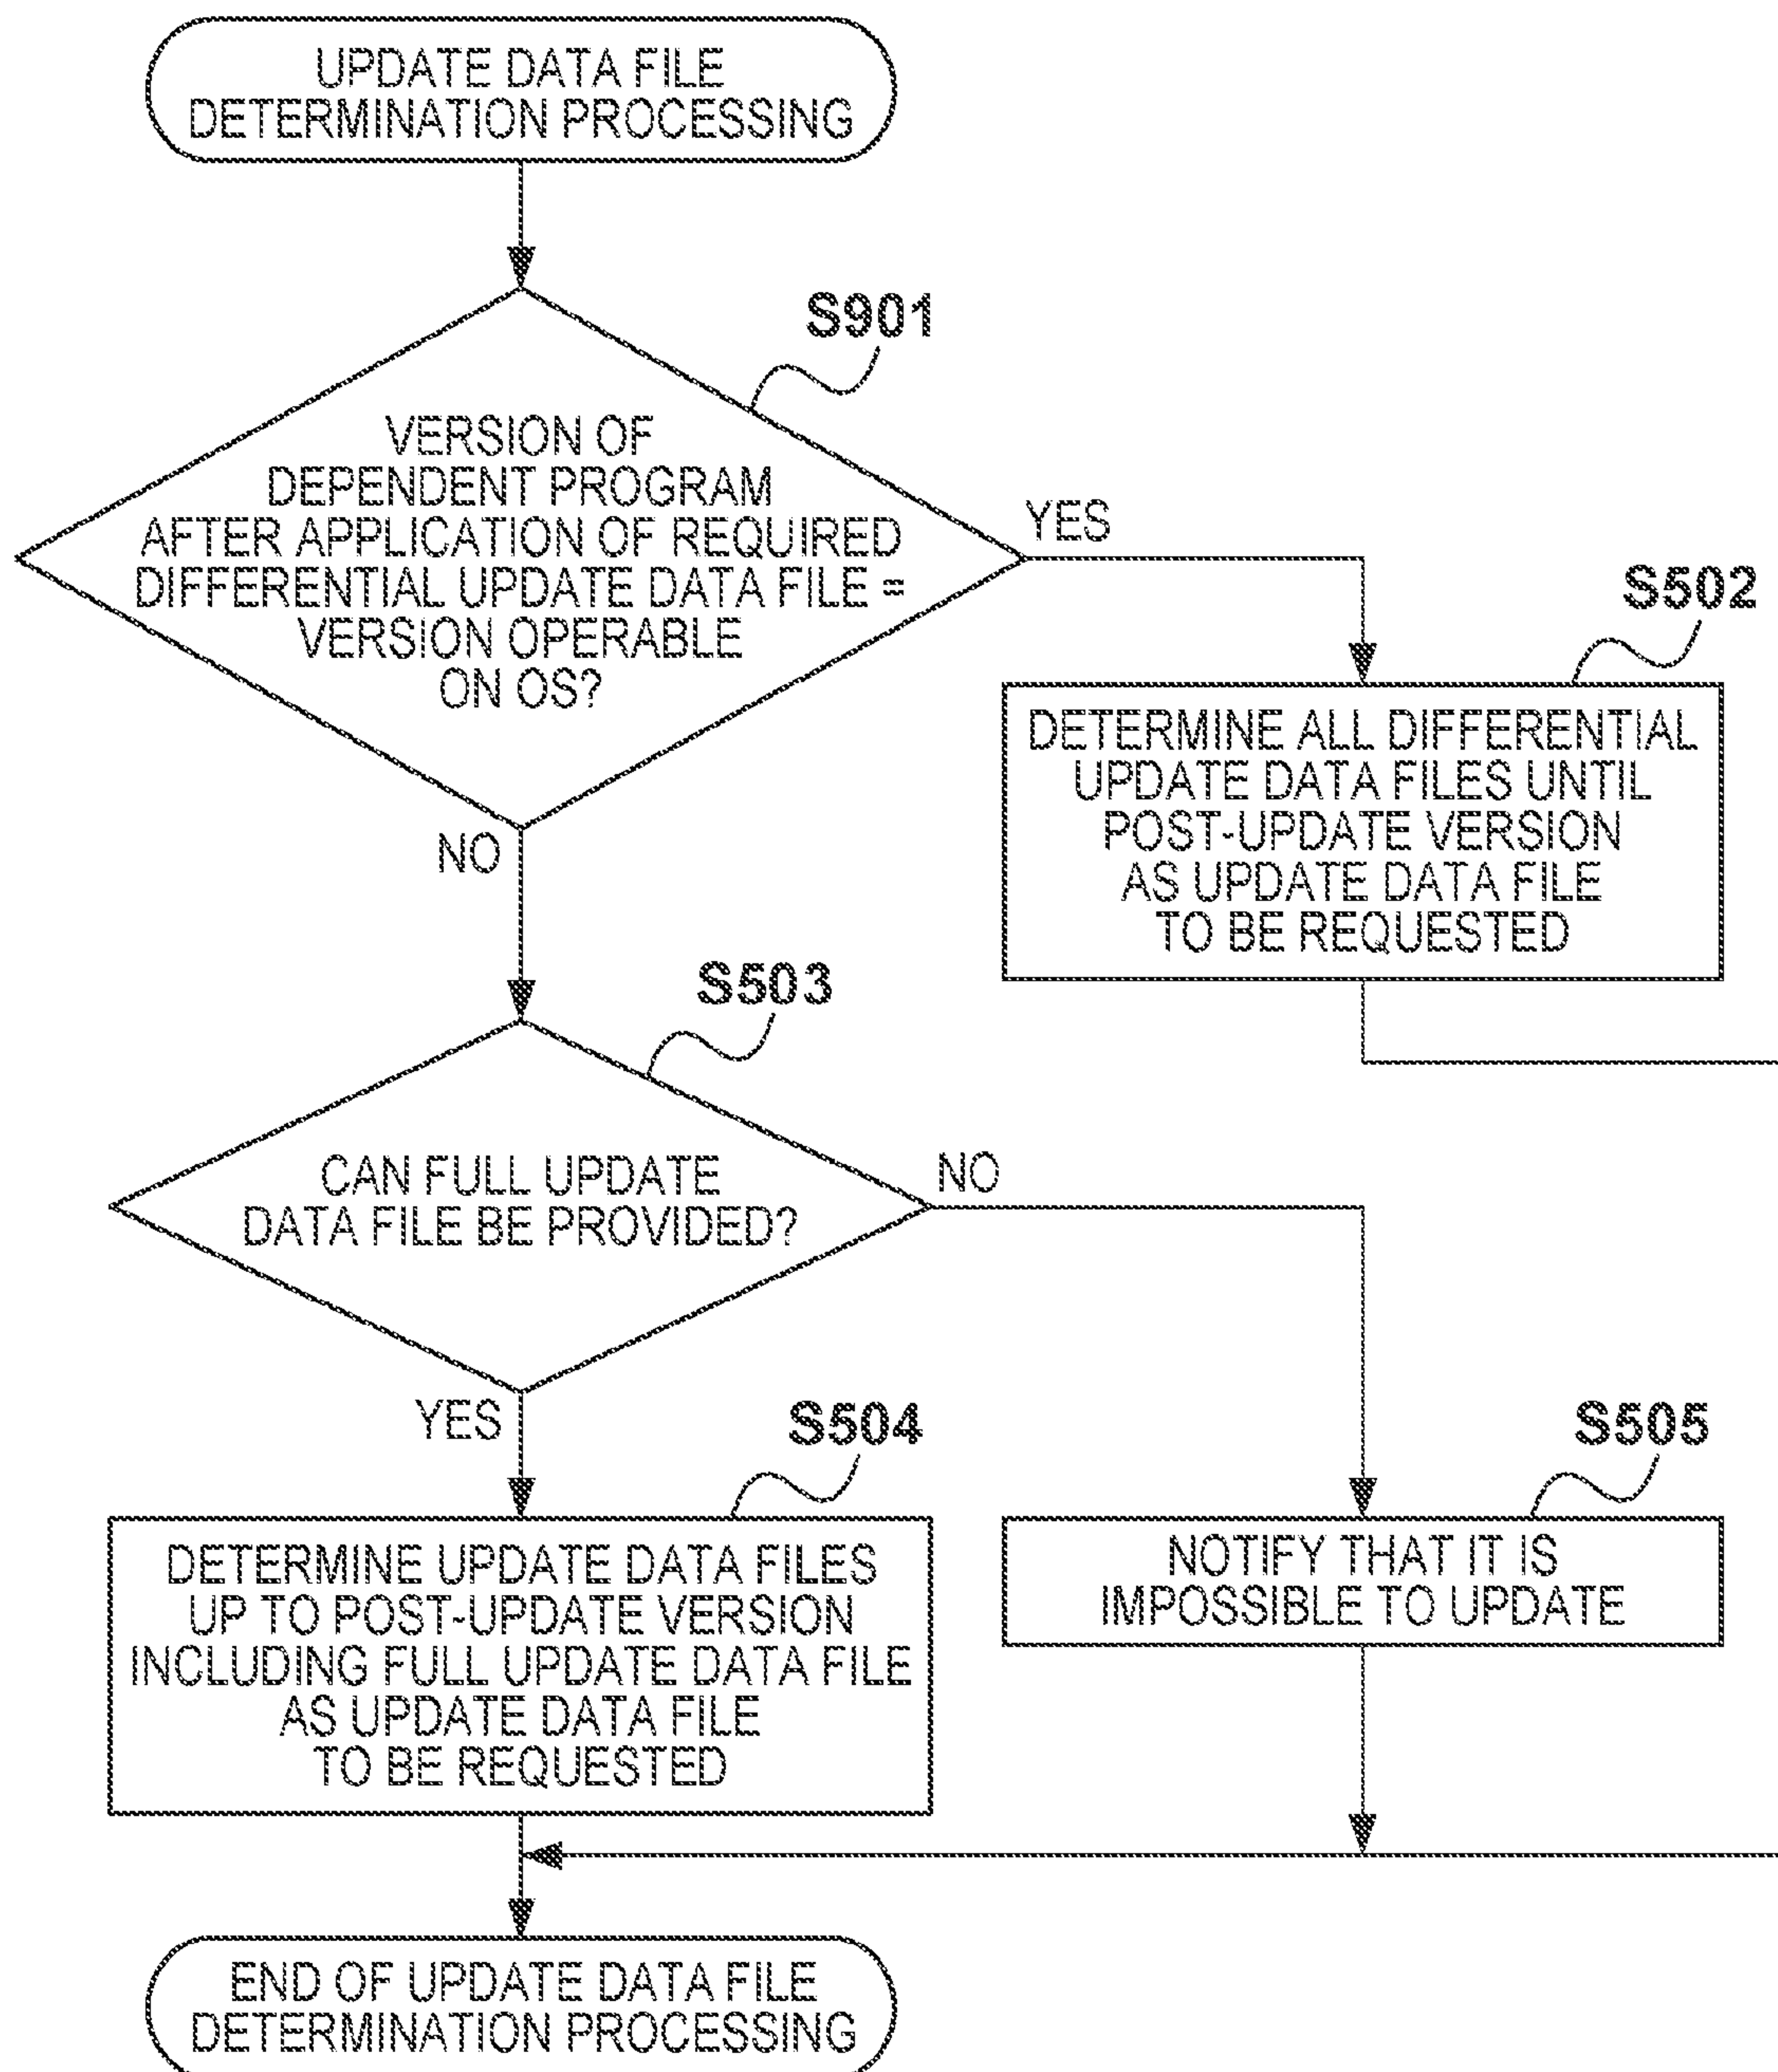 UPDATE DATA FILE
DETERMINATION PROCESSING
S901
VERSION OF
DEPENDENT PROGRAM
AFTER APPLICATION OF REQUIRED
DIFFERENTIAL UPDATE DATA FILE =
VERSION OPERABLE
ON OS?
YES
NO
S502
DETERMINE ALL DIFFERENTIAL
UPDATE DATA FILES UNTIL
POST-UPDATE VERSION
AS UPDATE DATA FILE
TO BE REQUESTED
S503
CAN FULL UPDATE
DATA FILE BE PROVIDED?
NO
YES
S504
DETERMINE UPDATE DATA FILES
UP TO POST-UPDATE VERSION
INCLUDING FULL UPDATE DATA FILE
AS UPDATE DATA FILE
TO BE REQUESTED
S505
NOTIFY THAT IT IS
IMPOSSIBLE TO UPDATE
END OF UPDATE DATA FILE
DETERMINATION PROCESSING